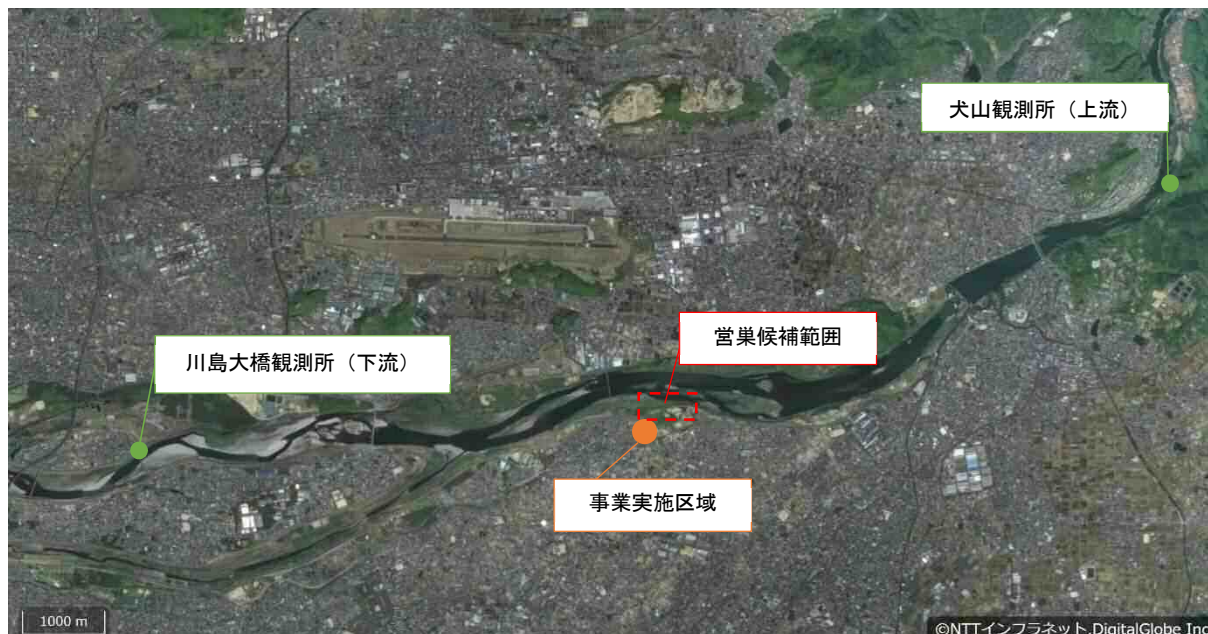 犬山観測所（上流）
営巣候補範囲
川島大橋観測所（下流）
事業実施区域
1000 m
©NTTインフラネット,DigitalGlobe Inc